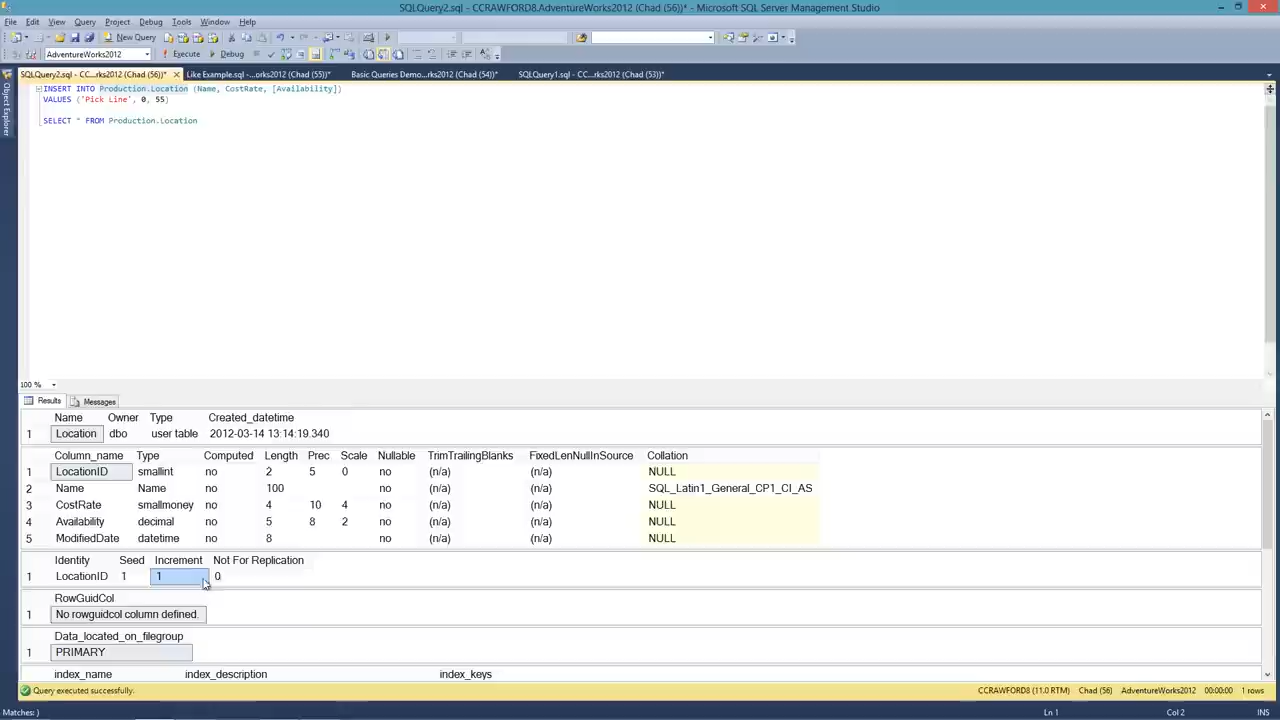 SQLQuery2.sql - CCRAWFORD8.AdventureWorks2012 (Chad (56))* - Microsoft SQL Server Management Studio
File Edit View Query Project Debug Tools Window Help
New Query
AdventureWorks2012 Execute Debug
SQLQuery2.sql - CC...rks2012 (Chad (56))* Like Example.sql -...orks2012 (Chad (55))* Basic Queries Demo...rks2012 (Chad (54))* SQLQuery1.sql - CC...rks2012 (Chad (53))*
Object Explorer
INSERT INTO Production.Location (Name, CostRate, [Availability])
VALUES ('Pick Line', 0, 55)
SELECT * FROM Production.Location
100 %
Results Messages
Name Owner Type Created_datetime
1 Location dbo user table 2012-03-14 13:14:19.340
Column_name Type Computed Length Prec Scale Nullable TrimTrailingBlanks FixedLenNullInSource Collation
1 LocationID smallint no 2 5 0 no (n/a) (n/a) NULL
2 Name Name no 100 no (n/a) (n/a) SQL_Latin1_General_CP1_CI_AS
3 CostRate smallmoney no 4 10 4 no (n/a) (n/a) NULL
4 Availability decimal no 5 8 2 no (n/a) (n/a) NULL
5 ModifiedDate datetime no 8 no (n/a) (n/a) NULL
Identity Seed Increment Not For Replication
1 LocationID 1 1 0
RowGuidCol
1 No rowguidcol column defined.
Data_located_on_filegroup
1 PRIMARY
index_name index_description index_keys
Query executed successfully. CCRAWFORD8 (11.0 RTM) Chad (56) AdventureWorks2012 00:00:00 1 rows
Matches: ) Ln 1 Col 2 INS